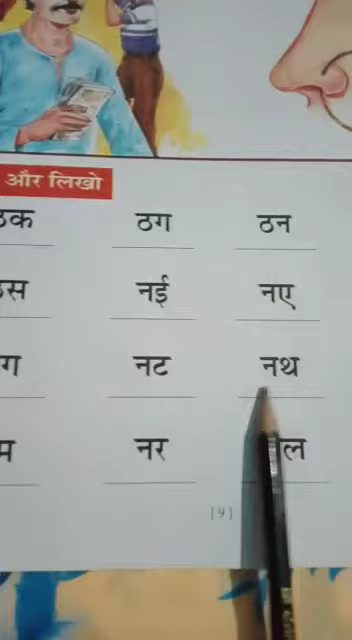 और लिखो
ठग ठन
नई नए
नट नथ
नर
[9]